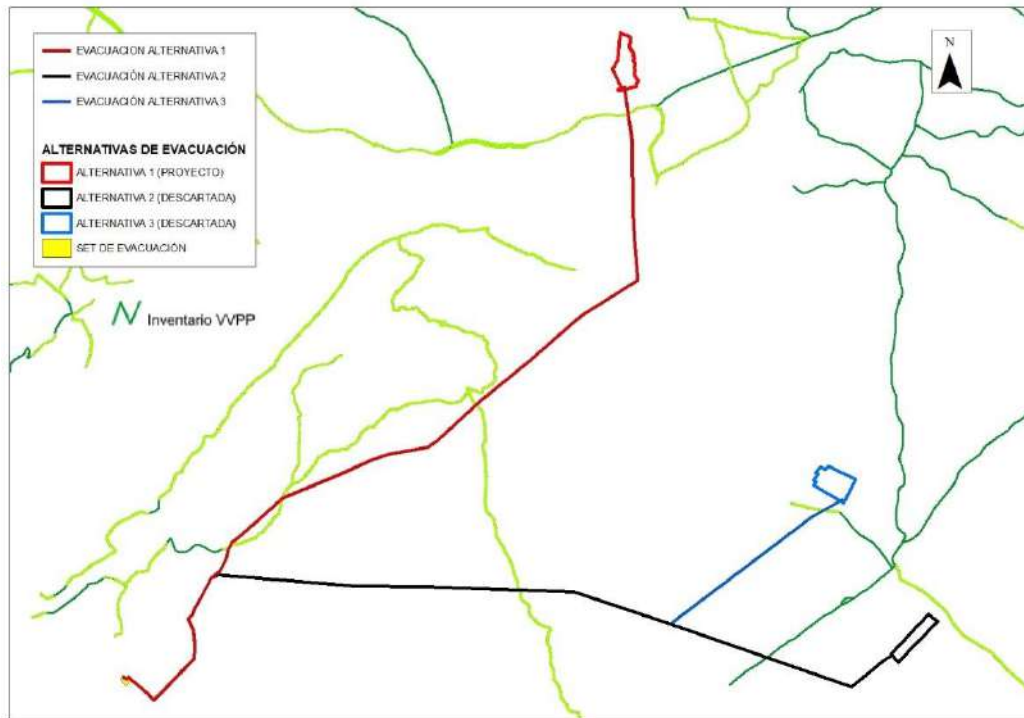 EVACUACION ALTERNATIVA 1
EVACUACIÓN ALTERNATIVA 2
EVACUACIÓN ALTERNATIVA 3
ALTERNATIVAS DE EVACUACIÓN
ALTERNATIVA 1 (PROYECTO)
ALTERNATIVA 2 (DESCARTADA)
ALTERNATIVA 3 (DESCARTADA)
SET DE EVACUACIÓN
Inventario VVPP
N